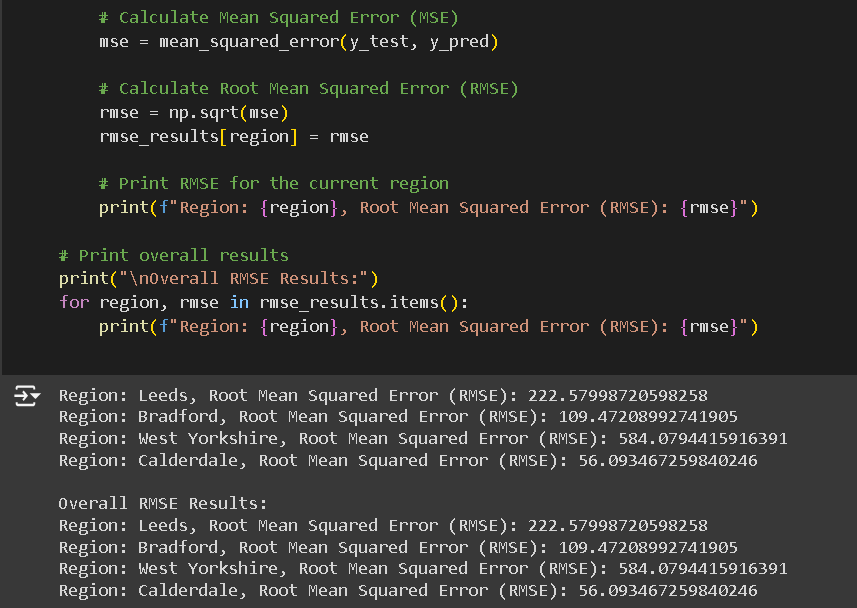 # Calculate Mean Squared Error (MSE)
mse = mean_squared_error(y_test, y_pred)
# Calculate Root Mean Squared Error (RMSE)
rmse = np.sqrt(mse)
rmse_results[region] = rmse
# Print RMSE for the current region
print(f"Region: {region}, Root Mean Squared Error (RMSE): {rmse}")
# Print overall results
print("\nOverall RMSE Results:")
for region, rmse in rmse_results.items():
print(f"Region: {region}, Root Mean Squared Error (RMSE): {rmse}")
Region: Leeds, Root Mean Squared Error (RMSE): 222.57998720598258
Region: Bradford, Root Mean Squared Error (RMSE): 109.47208992741905
Region: West Yorkshire, Root Mean Squared Error (RMSE): 584.0794415916391
Region: Calderdale, Root Mean Squared Error (RMSE): 56.093467259840246
Overall RMSE Results:
Region: Leeds, Root Mean Squared Error (RMSE): 222.57998720598258
Region: Bradford, Root Mean Squared Error (RMSE): 109.47208992741905
Region: West Yorkshire, Root Mean Squared Error (RMSE): 584.0794415916391
Region: Calderdale, Root Mean Squared Error (RMSE): 56.093467259840246